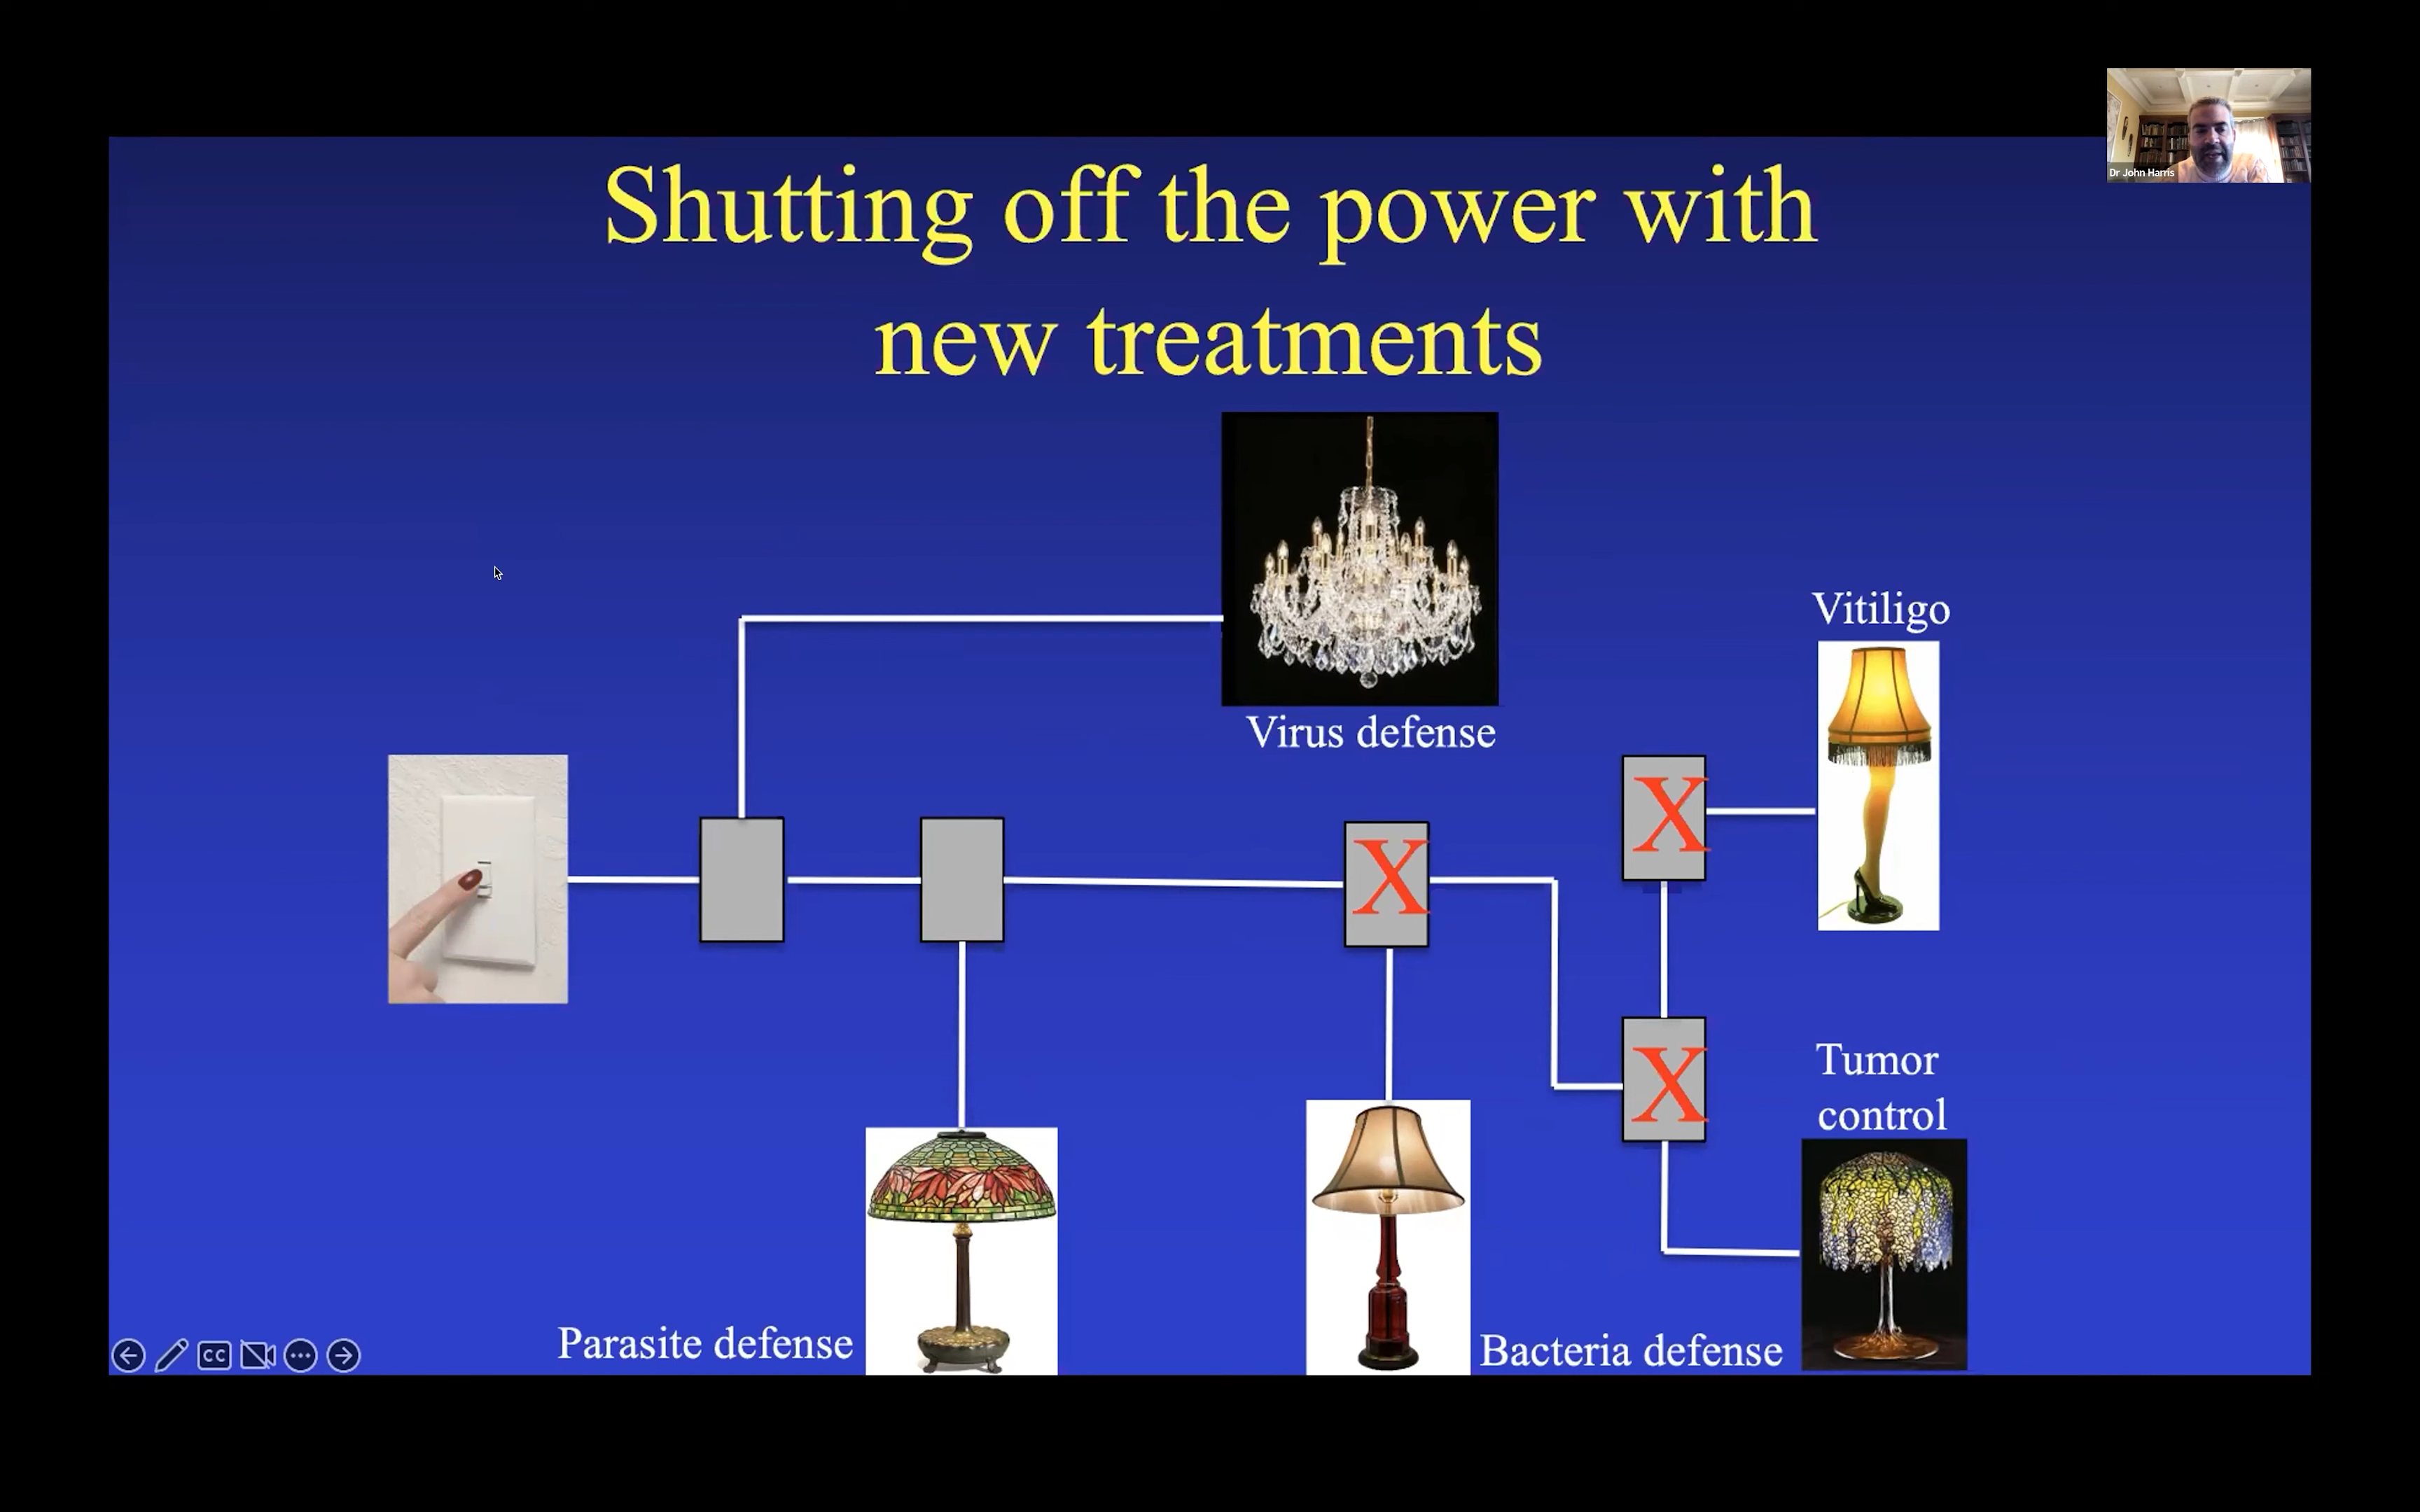 Dr John Harris
Shutting off the power with
new treatments
Vitiligo
Virus defense
X
X
X
Tumor
control
Parasite defense
Bacteria defense
CC